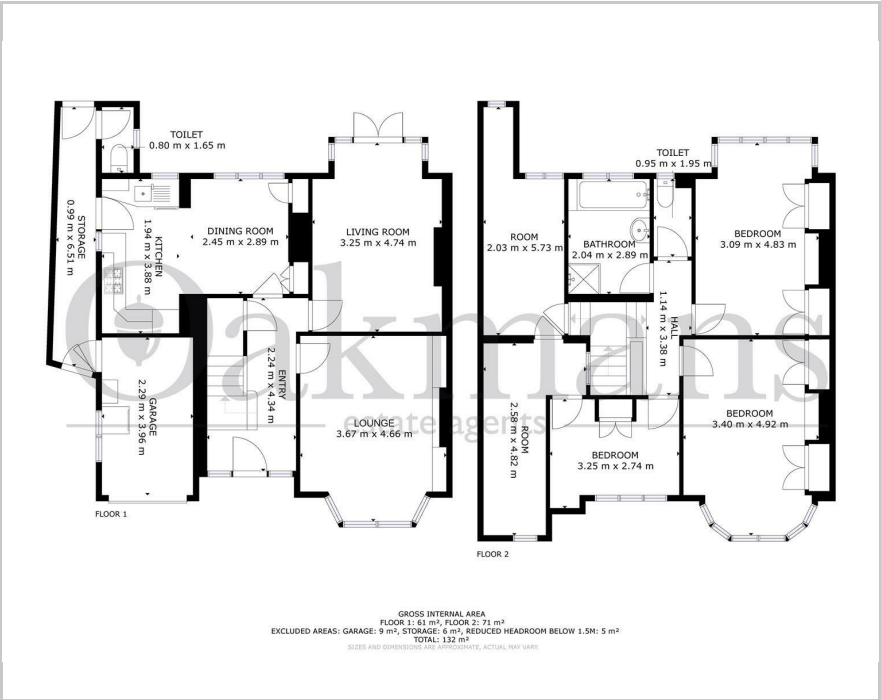 TOILET
0.80 m x 1.65 m
STORAGE
0.99 m x 6.51 m
KITCHEN
1.94 m x 3.88 m
DINING ROOM
2.45 m x 2.89 m
LIVING ROOM
3.25 m x 4.74 m
GARAGE
2.29 m x 3.96 m
ENTRY
2.24 m x 4.34 m
LOUNGE
3.67 m x 4.66 m
FLOOR 1
TOILET
0.95 m x 1.95 m
ROOM
2.03 m x 5.73 m
BATHROOM
2.04 m x 2.89 m
BEDROOM
3.09 m x 4.83 m
HALL
1.14 m x 3.38 m
ROOM
2.58 m x 4.82 m
BEDROOM
3.25 m x 2.74 m
BEDROOM
3.40 m x 4.92 m
FLOOR 2
Oakmans
estate agents
GROSS INTERNAL AREA
FLOOR 1: 61 m², FLOOR 2: 71 m²
EXCLUDED AREAS: GARAGE: 9 m², STORAGE: 6 m², REDUCED HEADROOM BELOW 1.5M: 5 m²
TOTAL: 132 m²
SIZES AND DIMENSIONS ARE APPROXIMATE, ACTUAL MAY VARY.